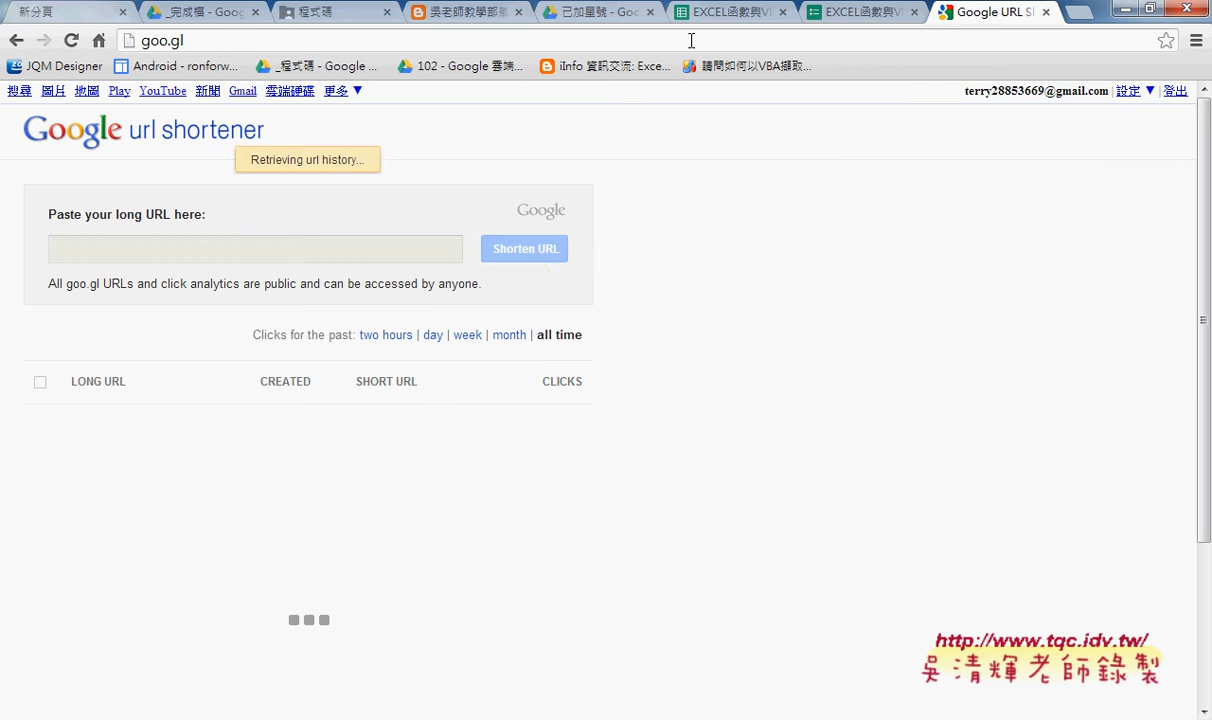 新分頁
_完成檔 - Goog
程式碼
吳老師教學部落
己加星號 - Goo
EXCEL函數與VI
EXCEL函數與VI
Google URL Sh
goo.gl
JQM Designer
Android - ronforw...
_程式碼 - Google ...
102 - Google 雲端...
iInfo 資訊交流: Exce...
請問如何以VBA擷取...
搜尋 圖片 地圖 Play YouTube 新聞 Gmail 雲端硬碟 更多 ▼
terry28853669@gmail.com | 設定 ▼ | 登出
Google url shortener
Retrieving url history...
Paste your long URL here:
Google
Shorten URL
All goo.gl URLs and click analytics are public and can be accessed by anyone.
Clicks for the past: two hours | day | week | month | all time
LONG URL CREATED SHORT URL CLICKS
http://www.tqc.idv.tw/
吳清輝老師錄製